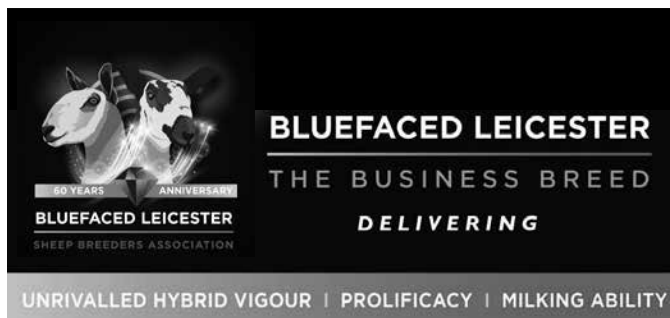 60 YEARS ANNIVERSARY
BLUEFACED LEICESTER
SHEEP BREEDERS ASSOCIATION
BLUEFACED LEICESTER
THE BUSINESS BREED
DELIVERING
UNRIVALLED HYBRID VIGOUR | PROLIFICACY | MILKING ABILITY